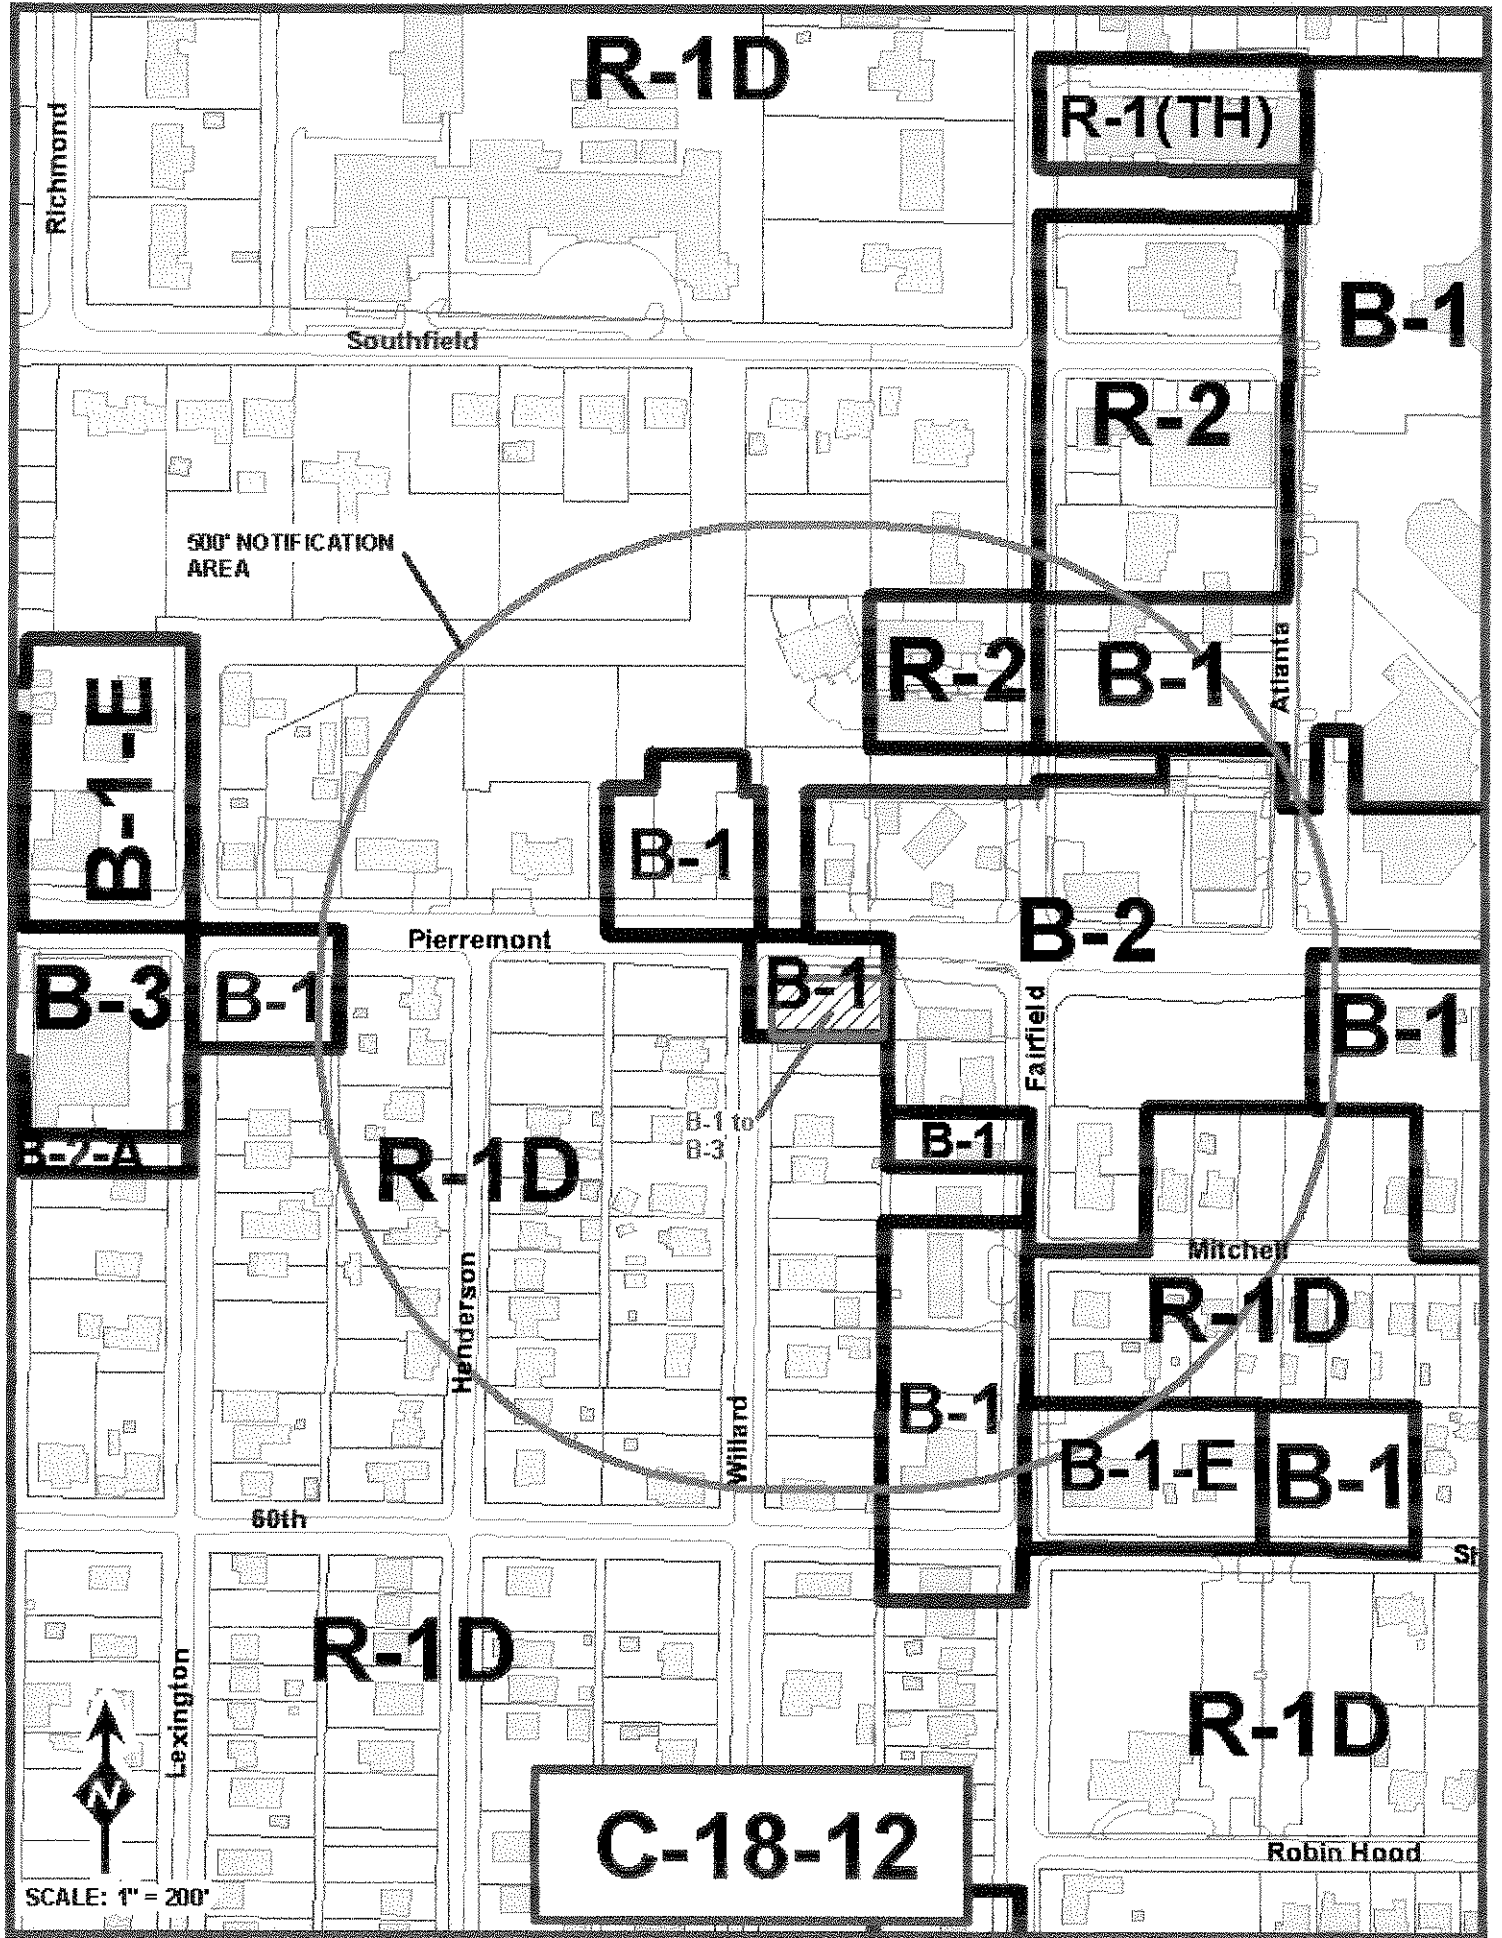 R-1D
R-1(TH)
Richmond
B-1
Southfield
R-2
500' NOTIFICATION
AREA
Atlanta
R-2
B-1
B-1-E
B-1
B-2
Pierremont
B-3
B-1
B-1
B-1
Fairfield
B-1 to
B-3
B-1
B-2-A
R-1D
Mitchell
R-1D
Henderson
Willard
B-1
B-1-E
B-1
60th
R-1D
Lexington
R-1D
N
C-18-12
Robin Hood
SCALE: 1" = 200'